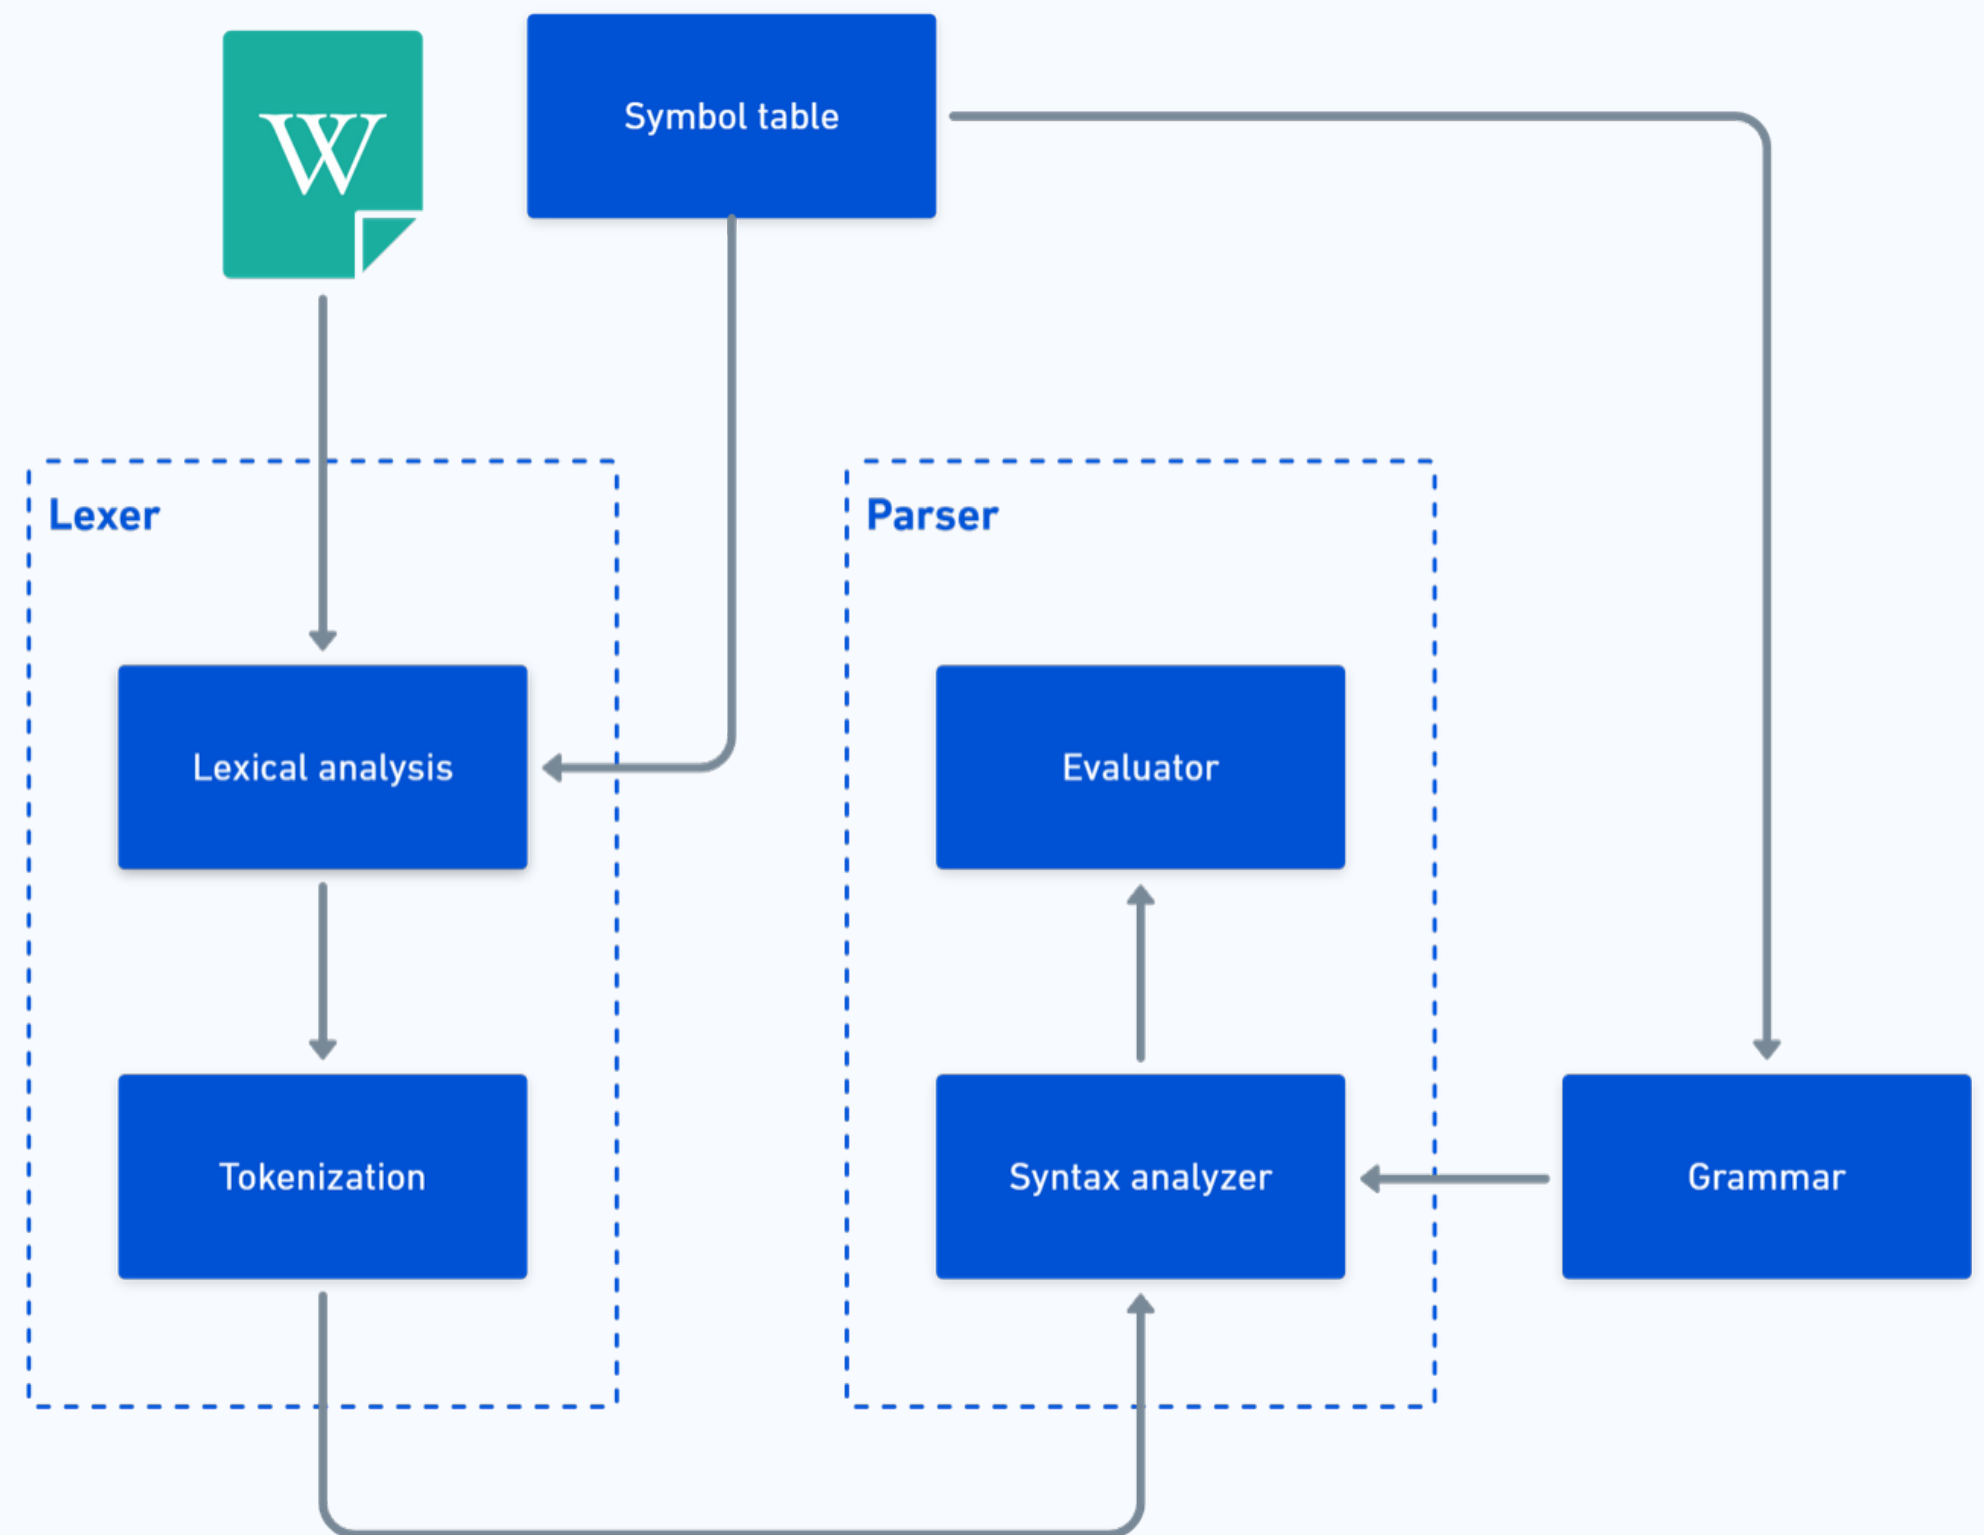 W
Symbol table
Lexer
Parser
Lexical analysis
Evaluator
Tokenization
Syntax analyzer
Grammar